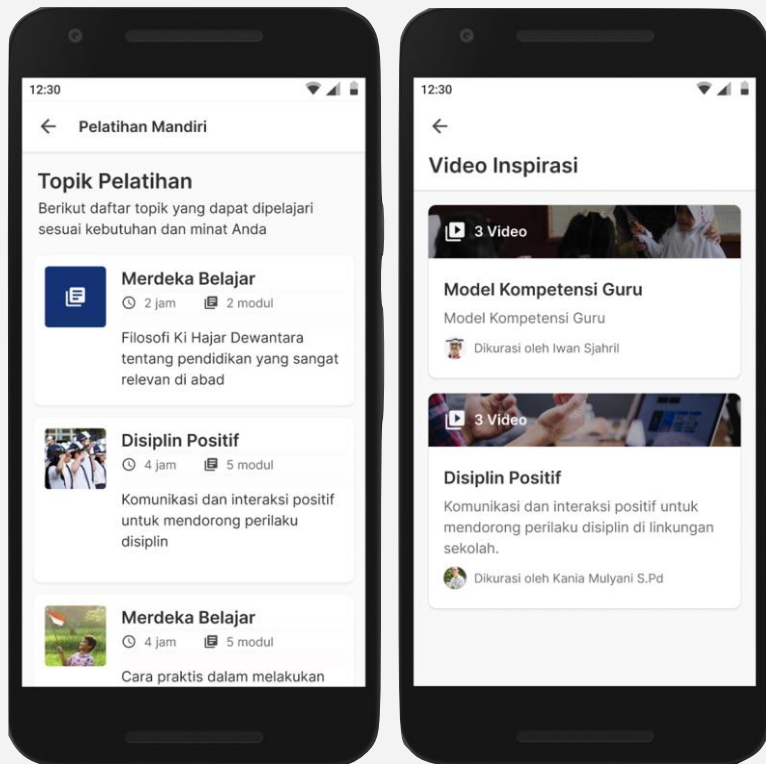 12:30
Pelatihan Mandiri
Topik Pelatihan
Berikut daftar topik yang dapat dipelajari
sesuai kebutuhan dan minat Anda
Merdeka Belajar
2 jam 2 modul
Filosofi Ki Hajar Dewantara
tentang pendidikan yang sangat
relevan di abad
Disiplin Positif
4 jam 5 modul
Komunikasi dan interaksi positif
untuk mendorong perilaku
disiplin
Merdeka Belajar
4 jam 5 modul
Cara praktis dalam melakukan
12:30
Video Inspirasi
3 Video
Model Kompetensi Guru
Model Kompetensi Guru
Dikurasi oleh Iwan Sjahril
3 Video
Disiplin Positif
Komunikasi dan interaksi positif untuk
mendorong perilaku disiplin di linkungan
sekolah.
Dikurasi oleh Kania Mulyani S.Pd